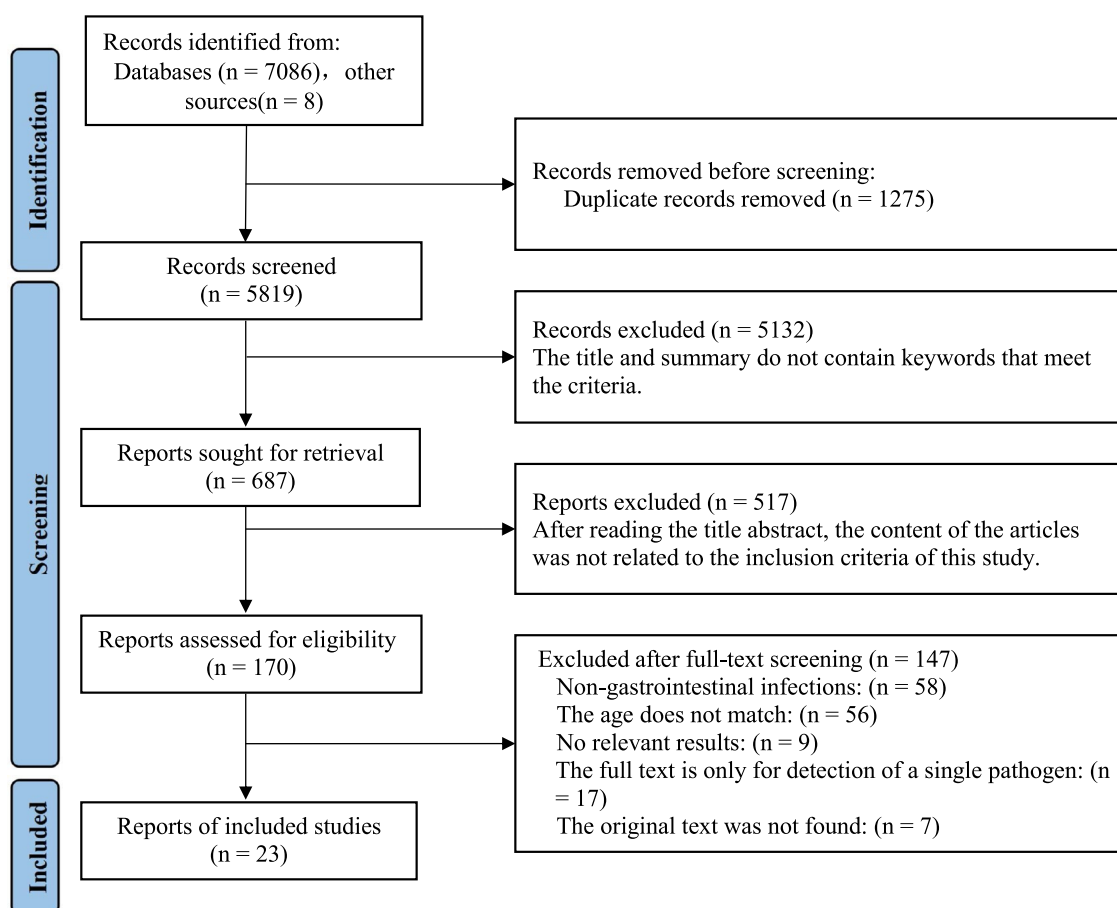 Identification
Records identified from:
Databases (n = 7086)，other
sources(n = 8)
Records removed before screening:
Duplicate records removed (n = 1275)
Records screened
(n = 5819)
Screening
Records excluded (n = 5132)
The title and summary do not contain keywords that meet
the criteria.
Reports sought for retrieval
(n = 687)
Reports excluded (n = 517)
After reading the title abstract, the content of the articles
was not related to the inclusion criteria of this study.
Reports assessed for eligibility
(n = 170)
Excluded after full-text screening (n = 147)
Non-gastrointestinal infections: (n = 58)
The age does not match: (n = 56)
No relevant results: (n = 9)
The full text is only for detection of a single pathogen: (n
= 17)
The original text was not found: (n = 7)
Included
Reports of included studies
(n = 23)